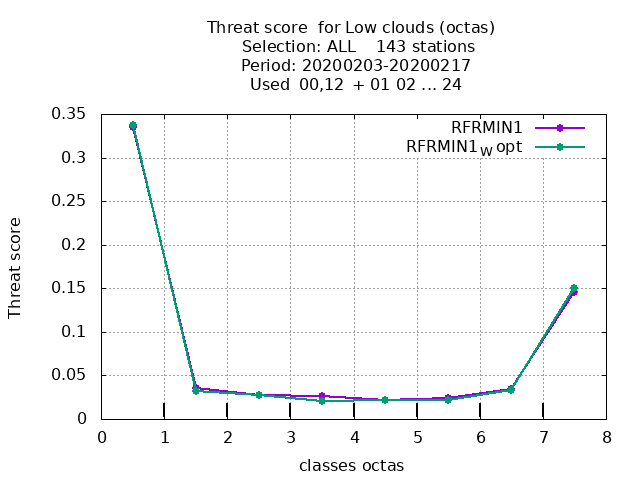 Threat score for Low clouds (octas)
Selection: ALL 143 stations
Period: 20200203-20200217
Used 00,12 + 01 02 ... 24
0.35
0.3
0.25
0.2
0.15
0.1
0.05
0
Threat score
RFRMIN1
RFRMIN1w opt
0 1 2 3 4 5 6 7 8
classes octas